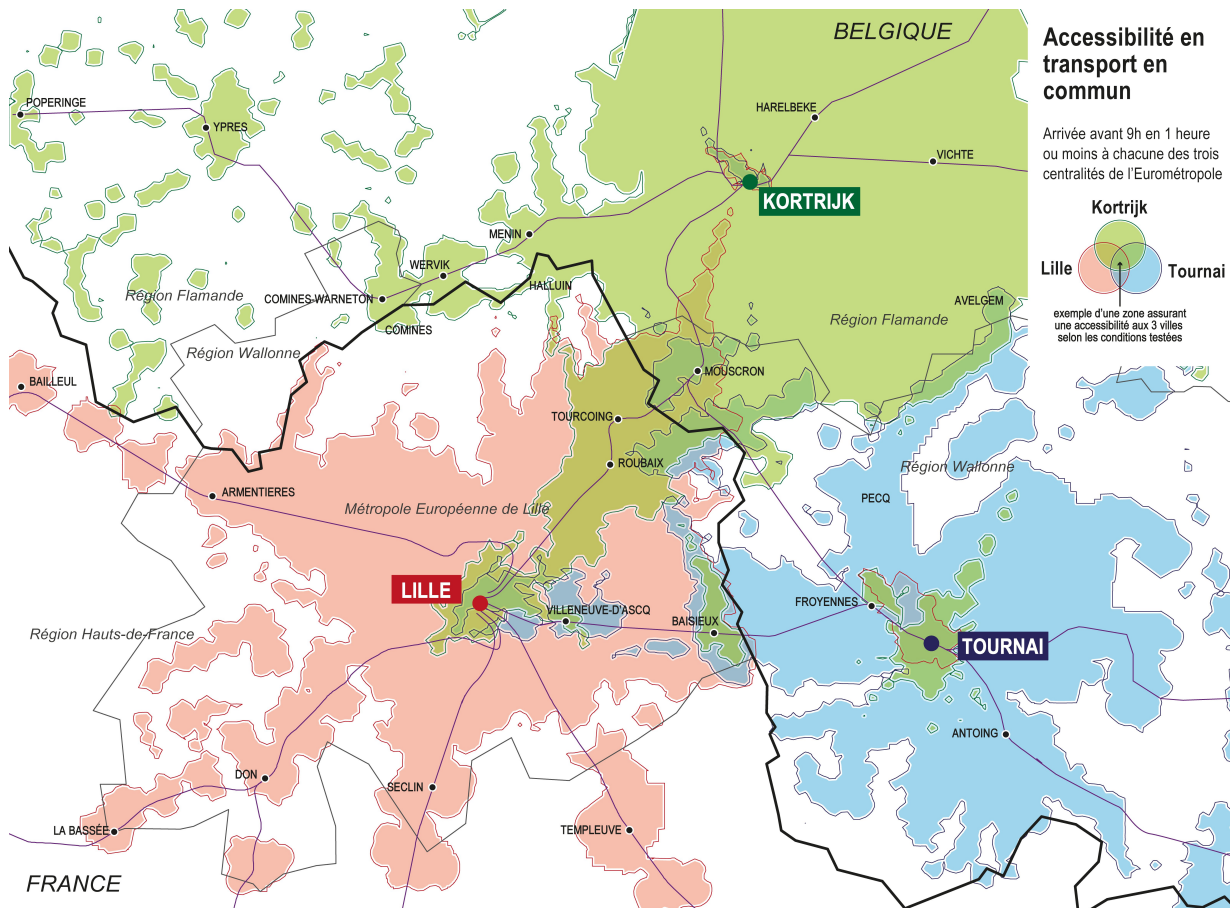 BELGIQUE
Accessibilité en
transport en
commun
Arrivée avant 9h en 1 heure
ou moins à chacune des trois
centralités de l'Eurométropole
Kortrijk
Lille
Tournai
exemple d'une zone assurant
une accessibilité aux 3 villes
selon les conditions testées
POPERINGE
YPRES
HARELBEKE
VICHTE
KORTRIJK
MENIN
WERVIK
HALLUIN
COMINES-WARNETON
COMINES
Région Flamande
AVELGEM
Région Flamande
Région Wallonne
BAILLEUL
MOUSCRON
TOURCOING
ROUBAIX
Région Wallonne
PECQ
ARMENTIERES
Métropole Européenne de Lille
LILLE
VILLENEUVE-D'ASCQ
BAISIEUX
FROYENNES
TOURNAI
Région Hauts-de-France
ANTOING
DON
SECLIN
LA BASSÉE
TEMPLEUVE
FRANCE